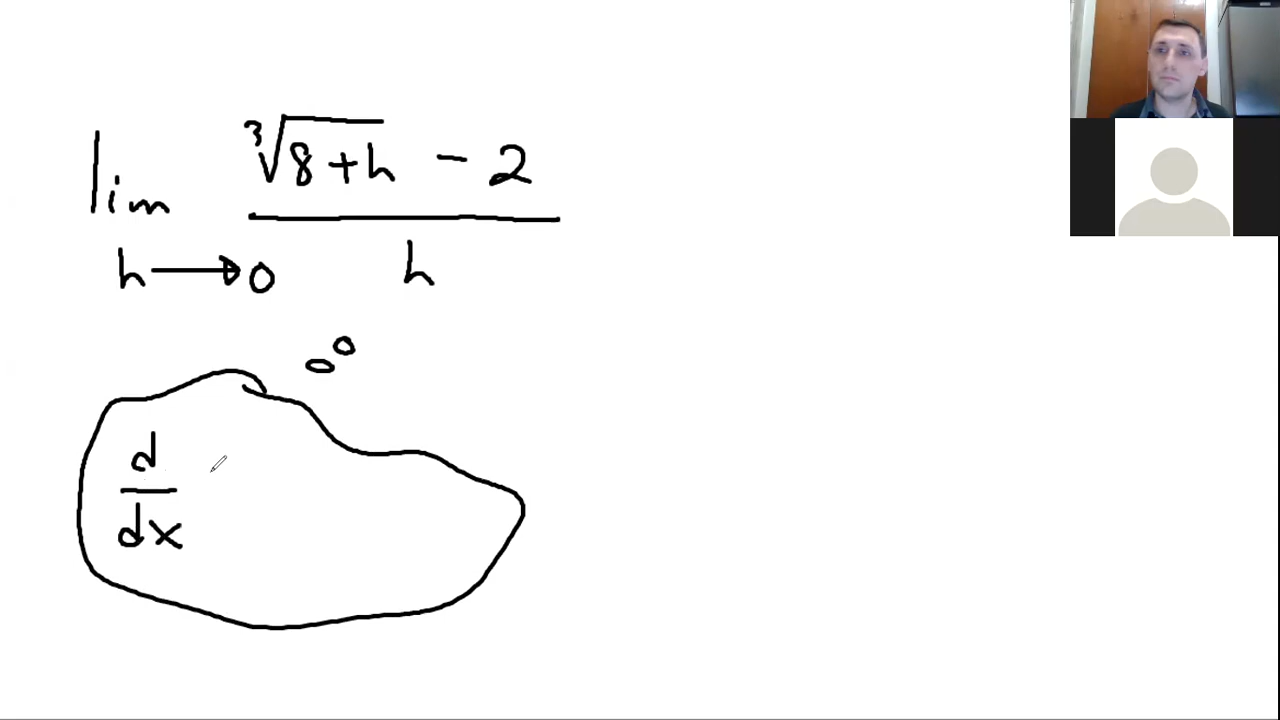 lim h→0 (∛(8+h) - 2) / h
d/dx